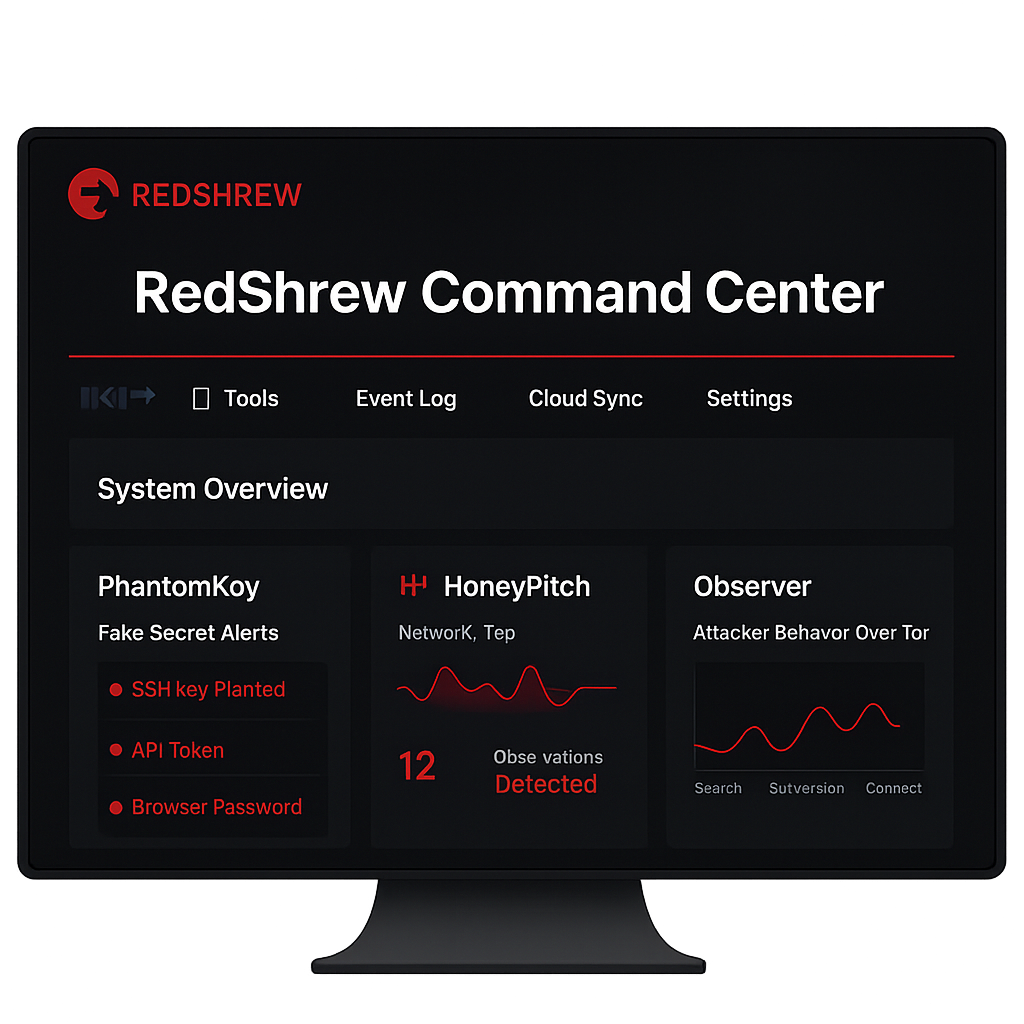 REDSHREW
RedShrew Command Center
Tools Event Log Cloud Sync Settings
System Overview
PhantomKoy
Fake Secret Alerts
SSH key Planted
API Token
Browser Password
HoneyPitch
NetworK, Tep
12
Obse vations
Detected
Observer
Attacker Behavor Over Tor
Search Sutversion Connect